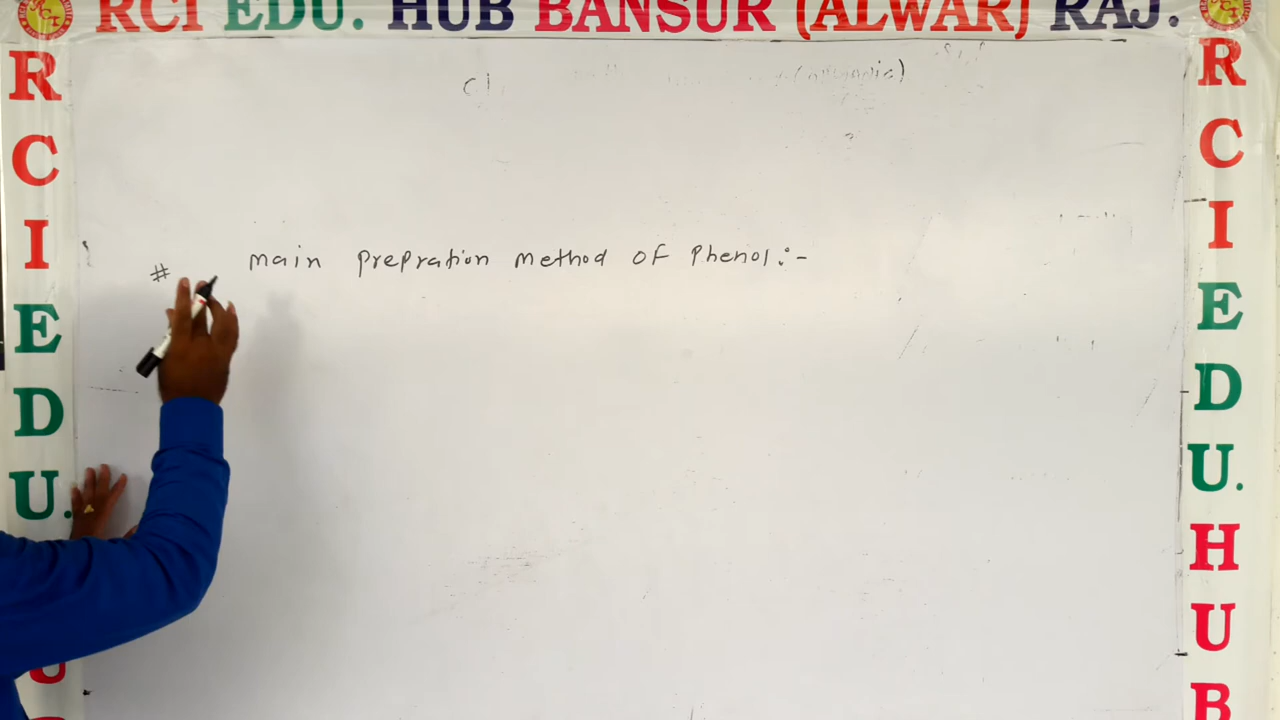 RCI EDU. HUB BANSUR (ALWAR) RAJ.
# main prepration method of Phenol:-
R
C
I
E
D
U.
R
C
I
E
D
U.
H
U
B